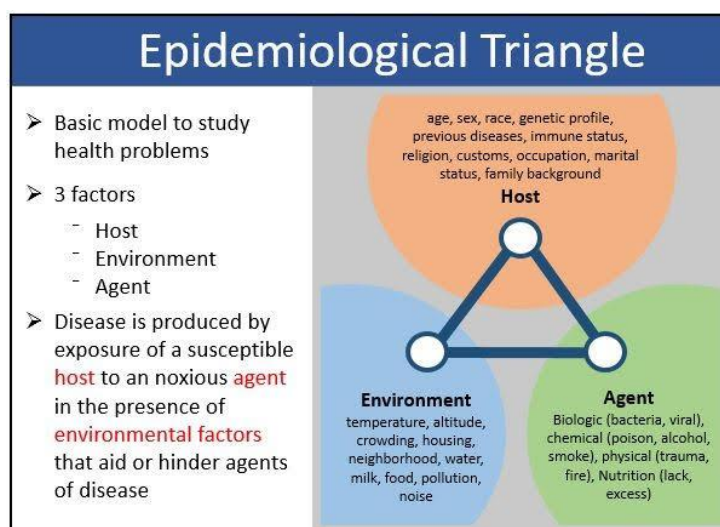 Epidemiological Triangle
➤ Basic model to study
health problems
➤ 3 factors
- Host
- Environment
- Agent
➤ Disease is produced by
exposure of a susceptible
host to an noxious agent
in the presence of
environmental factors
that aid or hinder agents
of disease
age, sex, race, genetic profile,
previous diseases, immune status,
religion, customs, occupation, marital
status, family background
Host
Environment
temperature, altitude,
crowding, housing,
neighborhood, water,
milk, food, pollution,
noise
Agent
Biologic (bacteria, viral),
chemical (poison, alcohol,
smoke), physical (trauma,
fire), Nutrition (lack,
excess)